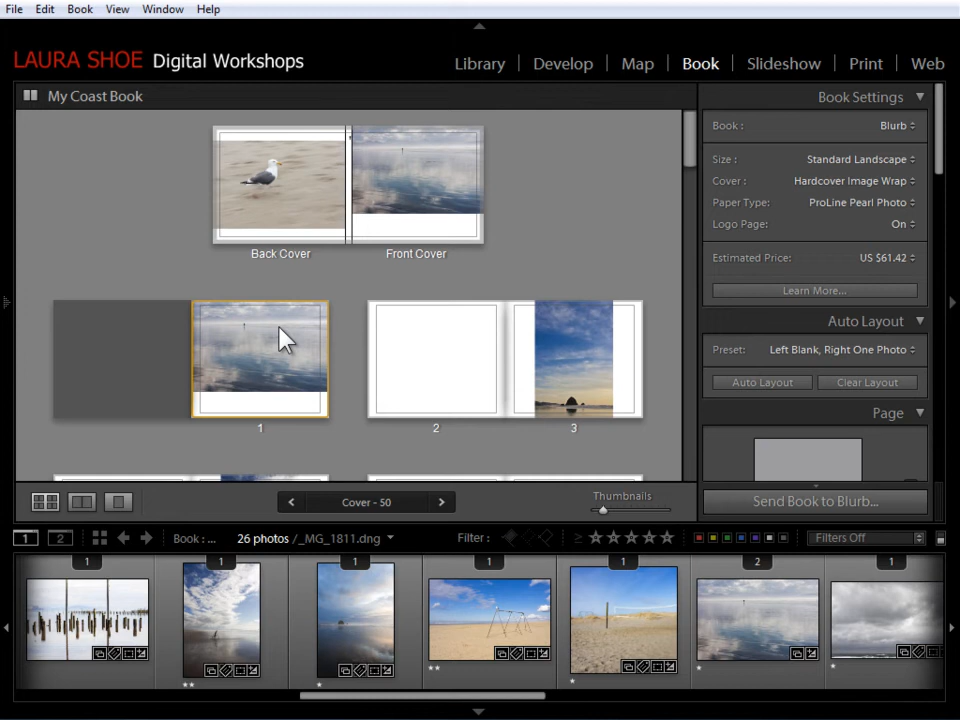 File Edit Book View Window Help
LAURA SHOE Digital Workshops
Library | Develop | Map | Book | Slideshow | Print | Web
My Coast Book
Book Settings
Book : Blurb
Size : Standard Landscape
Cover : Hardcover Image Wrap
Paper Type: ProLine Pearl Photo
Logo Page: On
Estimated Price: US $61.42
Learn More...
Auto Layout
Preset: Left Blank, Right One Photo
Auto Layout Clear Layout
Page
Back Cover Front Cover
1 2 3
Cover - 50
Thumbnails
Send Book to Blurb...
1 2 Book : ... 26 photos / _MG_1811.dng Filter : Filters Off
1 1 1 1 1 2 1